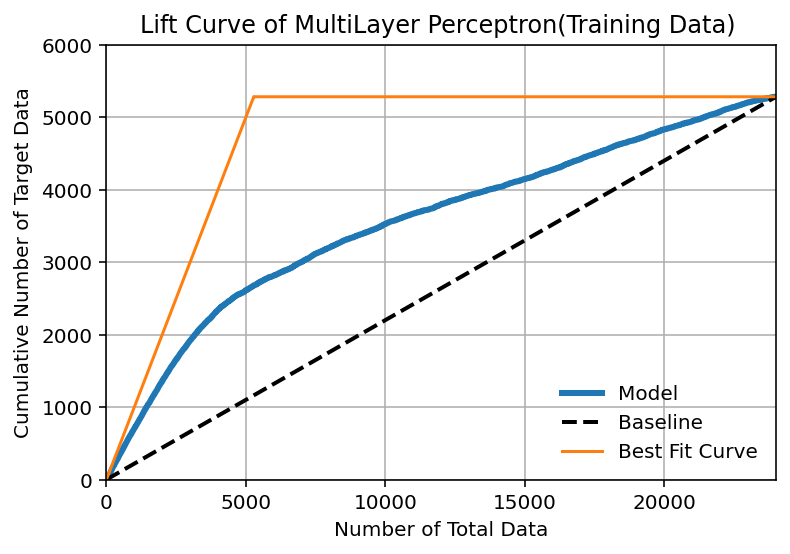 Lift Curve of MultiLayer Perceptron(Training Data)
Cumulative Number of Target Data
6000
5000
4000
3000
2000
1000
0
Model
Baseline
Best Fit Curve
0 5000 10000 15000 20000
Number of Total Data